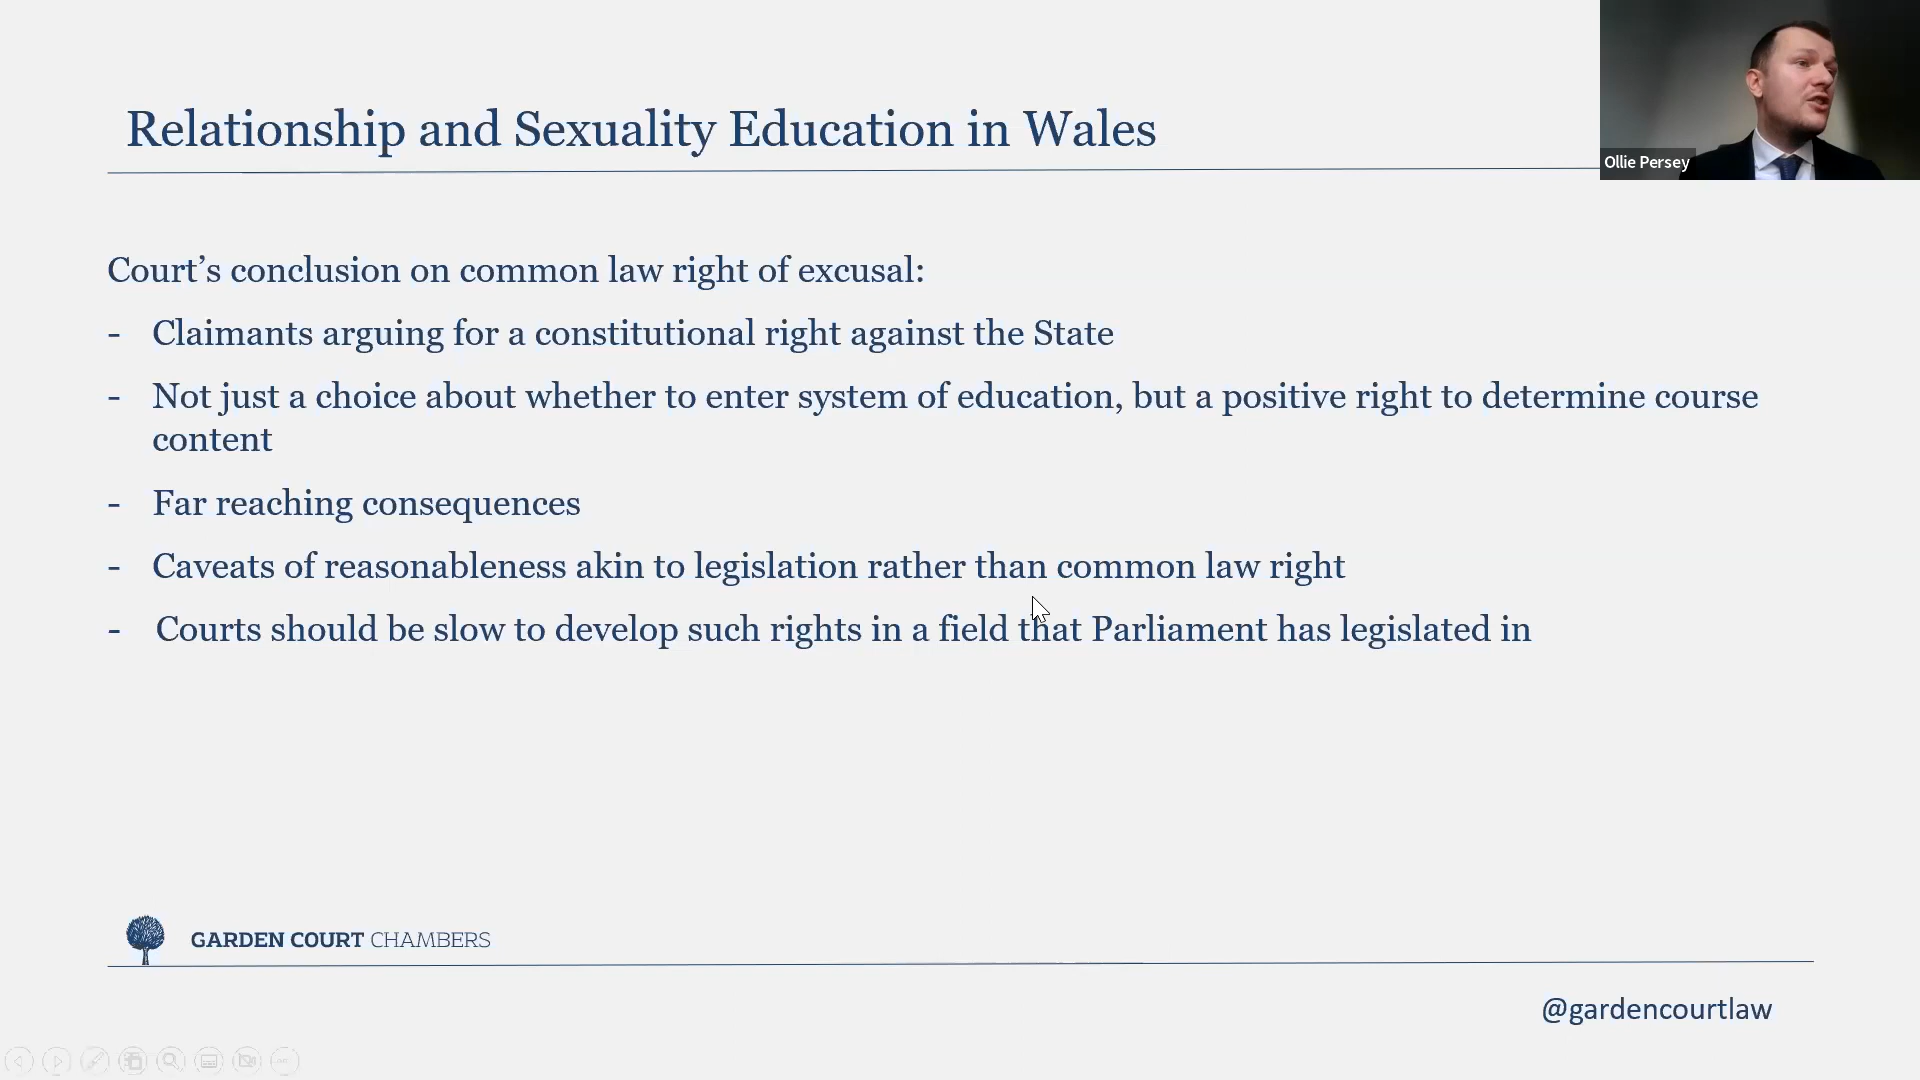 Relationship and Sexuality Education in Wales
Ollie Persey
Court’s conclusion on common law right of excusal:
- Claimants arguing for a constitutional right against the State
- Not just a choice about whether to enter system of education, but a positive right to determine course
content
- Far reaching consequences
- Caveats of reasonableness akin to legislation rather than common law right
- Courts should be slow to develop such rights in a field that Parliament has legislated in
GARDEN COURT CHAMBERS
@gardencourtlaw